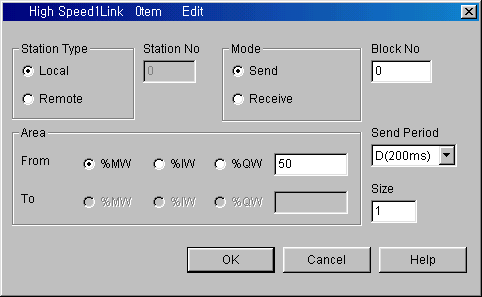 High Speed1Link 0tem Edit
Station Type
Local
Remote
Station No
0
Mode
Send
Receive
Block No
0
Area
From %MW %IW %QW 50
To %MW %IW %QW
Send Period
D(200ms)
Size
1
OK Cancel Help